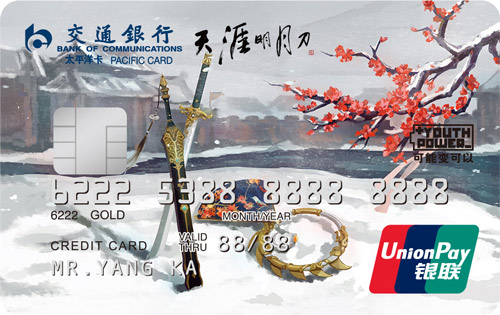 交通銀行
BANK OF COMMUNICATIONS
太平洋卡 PACIFIC CARD
天涯明月刀
YOUTH POWER
可能变可以
6222 5388 8888 8888
6222 GOLD
MONTH/YEAR
CREDIT CARD
VALID THRU 88/88
MR.YANG KA
UnionPay
银联